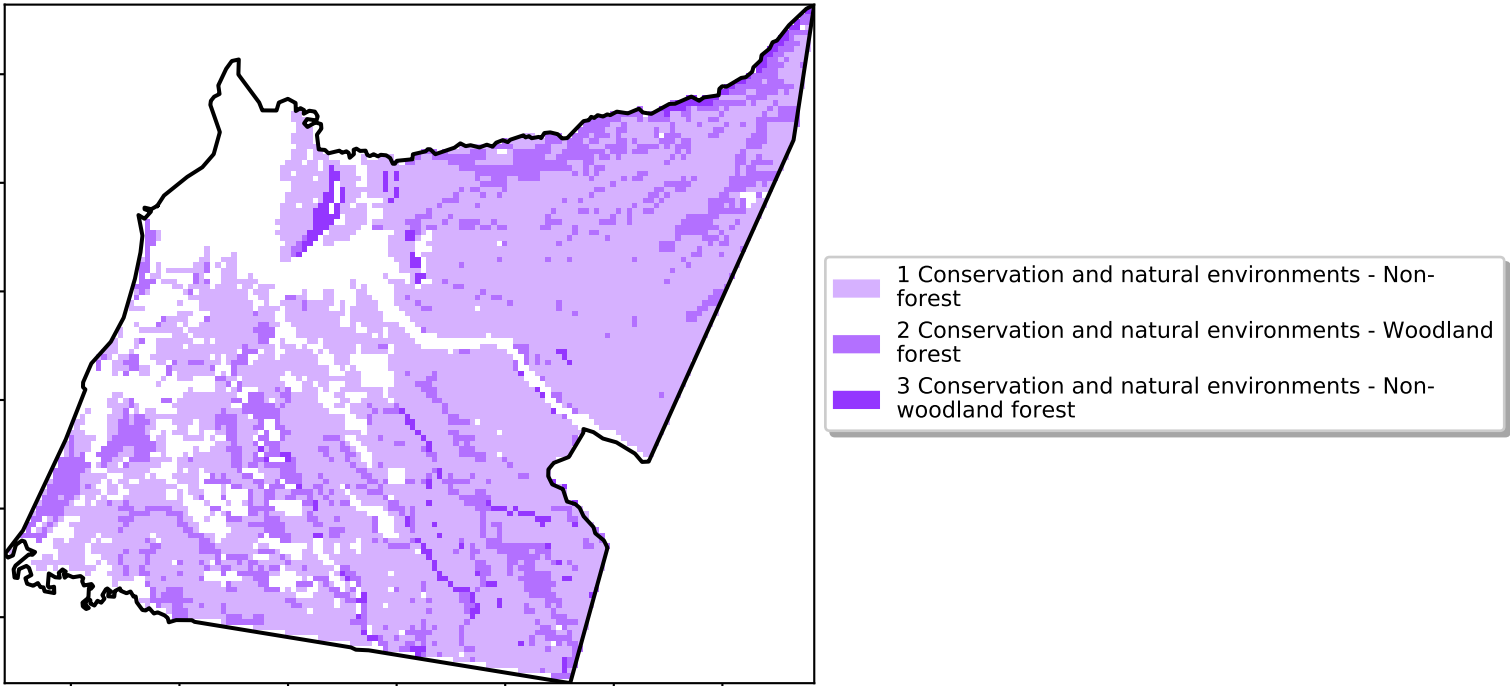 1 Conservation and natural environments - Non-
forest
2 Conservation and natural environments - Woodland
forest
3 Conservation and natural environments - Non-
woodland forest